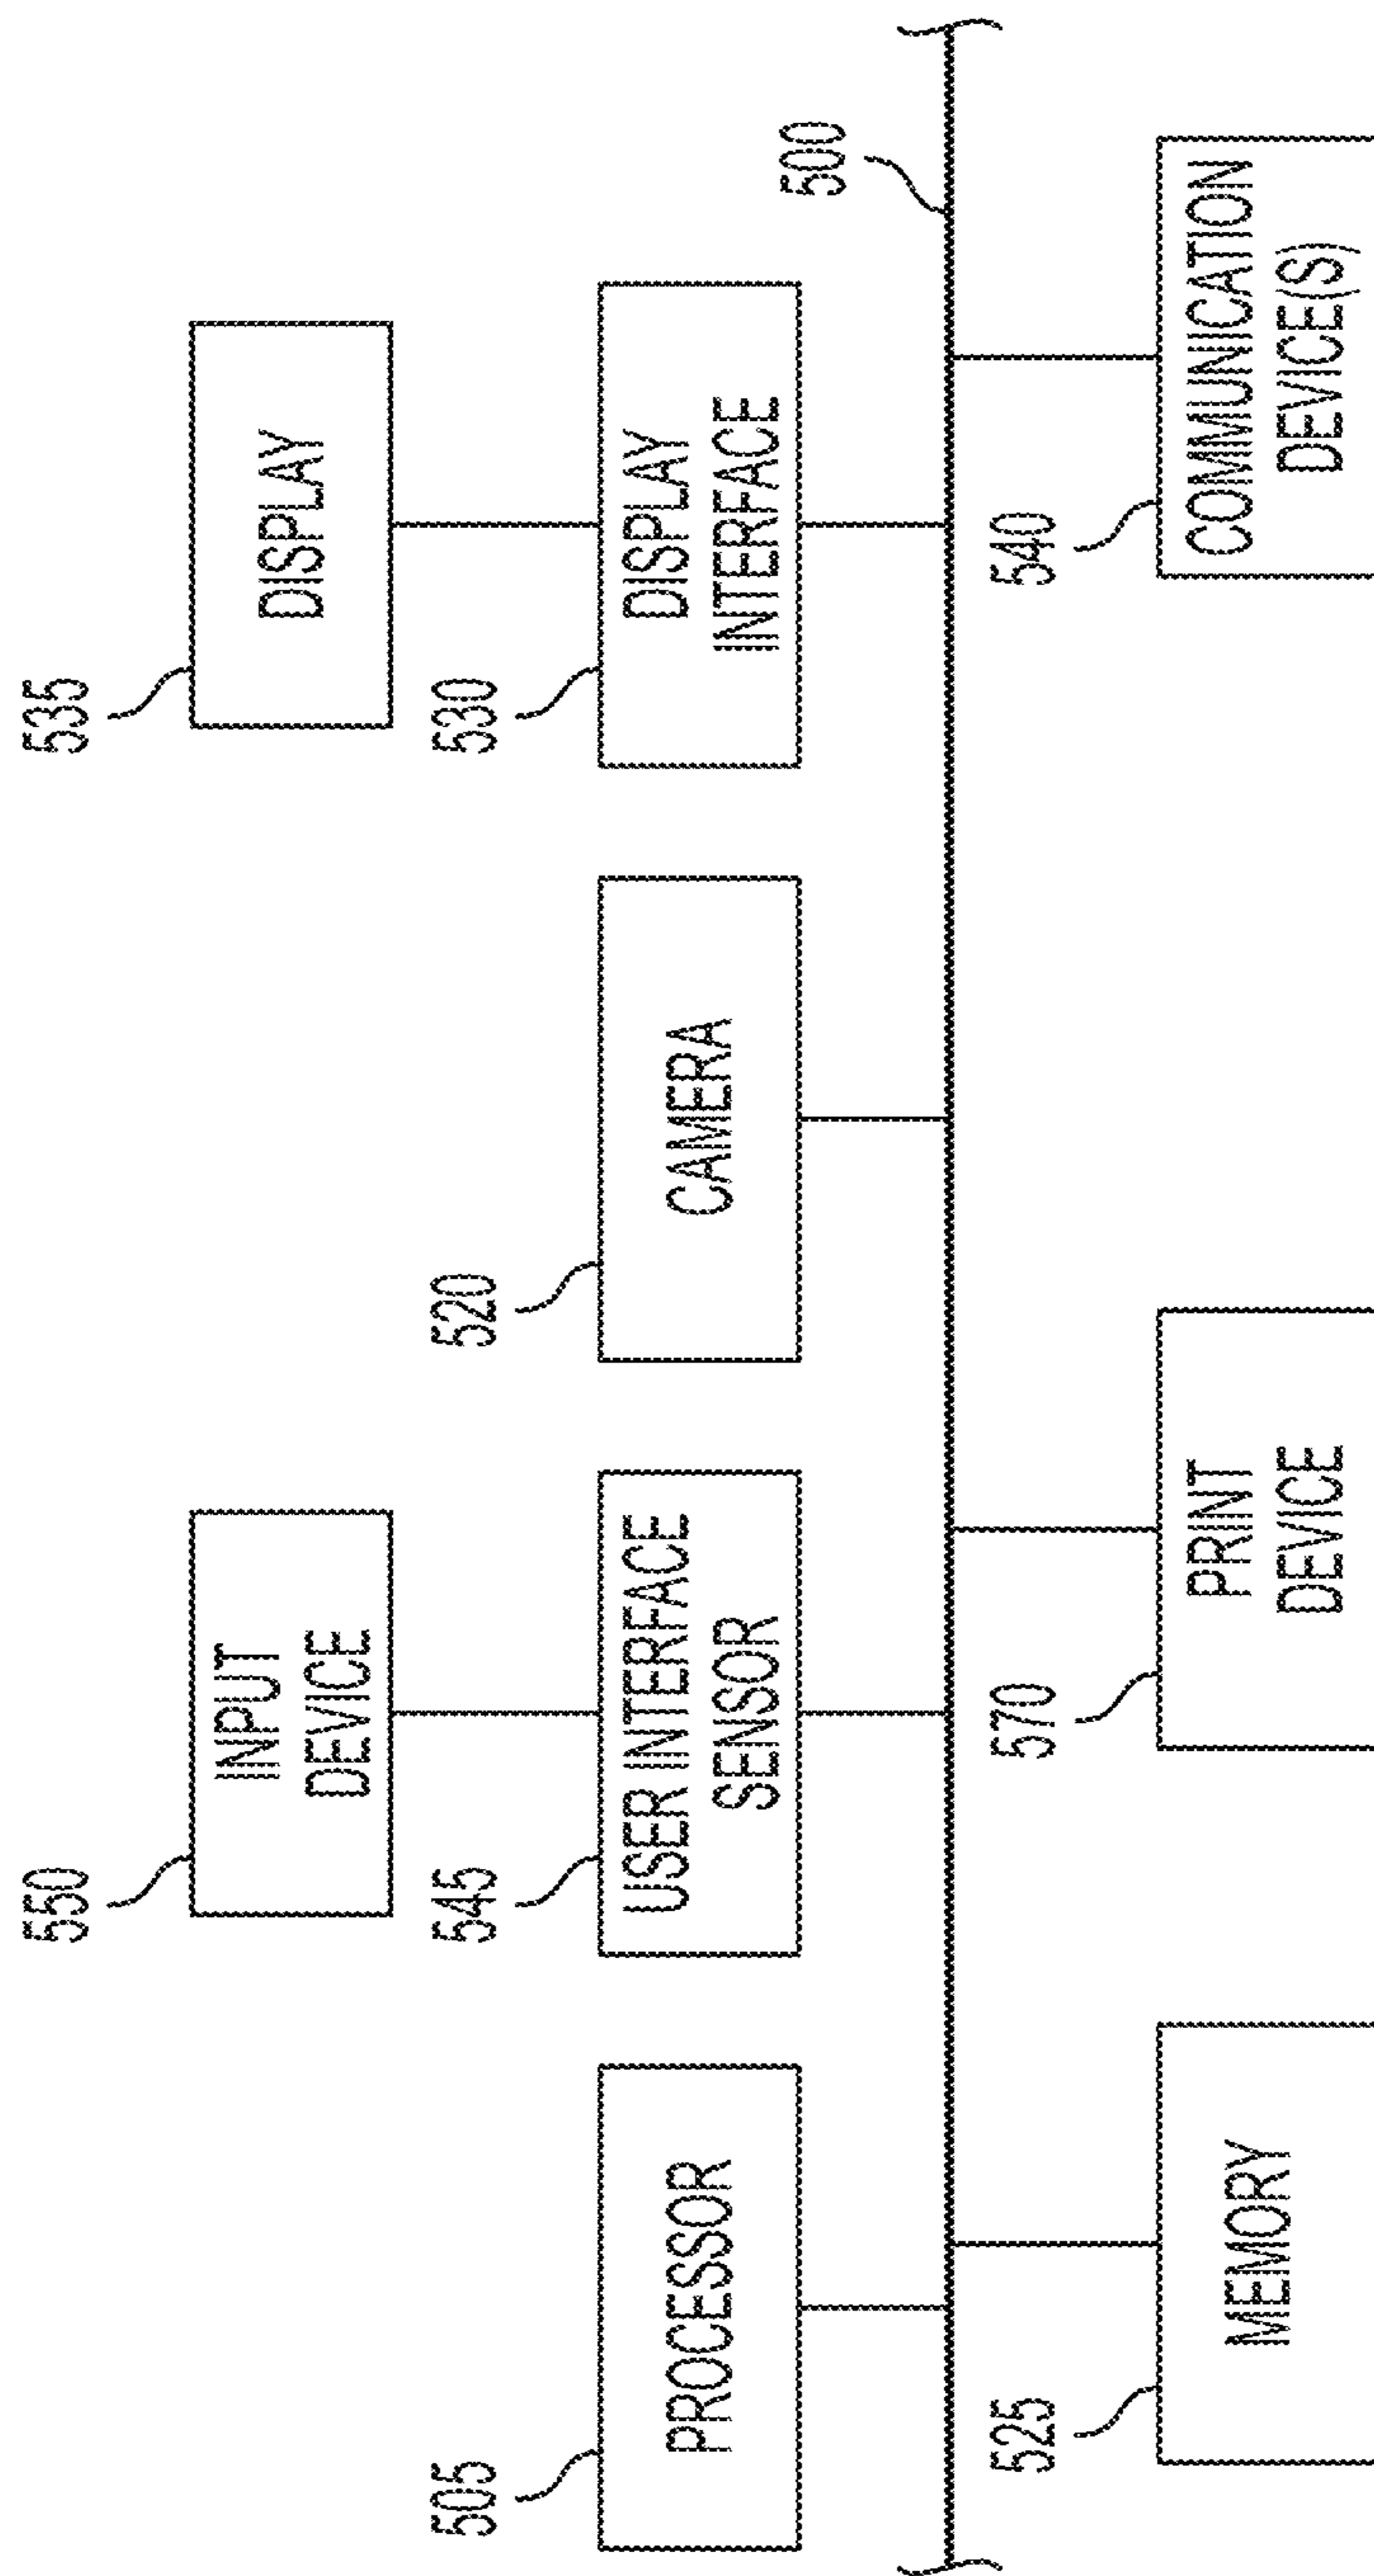 550
INPUT
DEVICE
535
DISPLAY
505
PROCESSOR
545
USER INTERFACE
SENSOR
520
CAMERA
530
DISPLAY
INTERFACE
500
525
MEMORY
570
PRINT
DEVICE
540
COMMUNICATION
DEVICE(S)